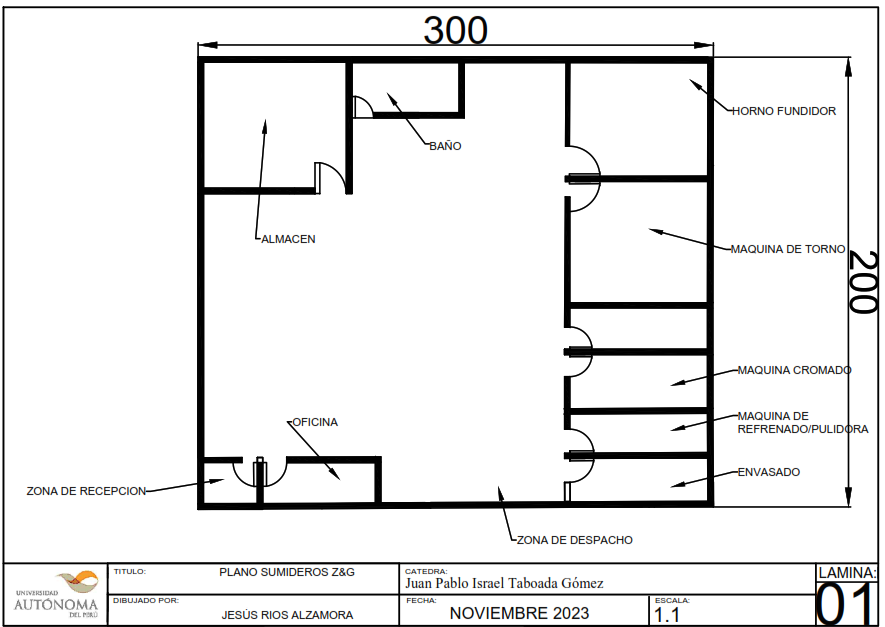 300
HORNO FUNDIDOR
BAÑO
ALMACEN
MAQUINA DE TORNO
200
MAQUINA CROMADO
MAQUINA DE
REFRENADO/PULIDORA
OFICINA
ENVASADO
ZONA DE RECEPCION
ZONA DE DESPACHO
UNIVERSIDAD
AUTÓNOMA
DEL PERÚ
TITULO:
PLANO SUMIDEROS Z&G
DIBUJADO POR:
JESÙS RIOS ALZAMORA
CATEDRA:
Juan Pablo Israel Taboada Gómez
FECHA:
NOVIEMBRE 2023
ESCALA:
1.1
LAMINA:
01